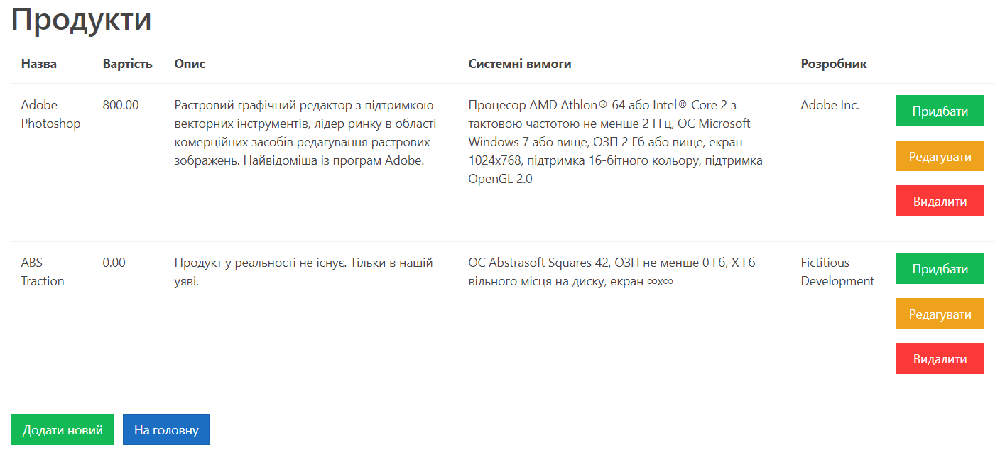 Продукти
Назва Вартість Опис Системні вимоги Розробник
Adobe Photoshop 800.00 Растровий графічний редактор з підтримкою
векторних інструментів, лідер ринку в області
комерційних засобів редагування растрових
зображень. Найвідоміша із програм Adobe.
Процесор AMD Athlon® 64 або Intel® Core 2 з
тактовою частотою не менше 2 ГГц, ОС Microsoft
Windows 7 або вище, ОЗП 2 Гб або вище, екран
1024x768, підтримка 16-бітного кольору, підтримка
OpenGL 2.0
Adobe Inc.
Придбати
Редагувати
Видалити
ABS
Traction
0.00
Продукт у реальності не існує. Тільки в нашій
уяві.
ОС Abstrasoft Squares 42, ОЗП не менше 0 Гб, X Гб
вільного місця на диску, екран ∞x∞
Fictitious
Development
Придбати
Редагувати
Видалити
Додати новий На головну